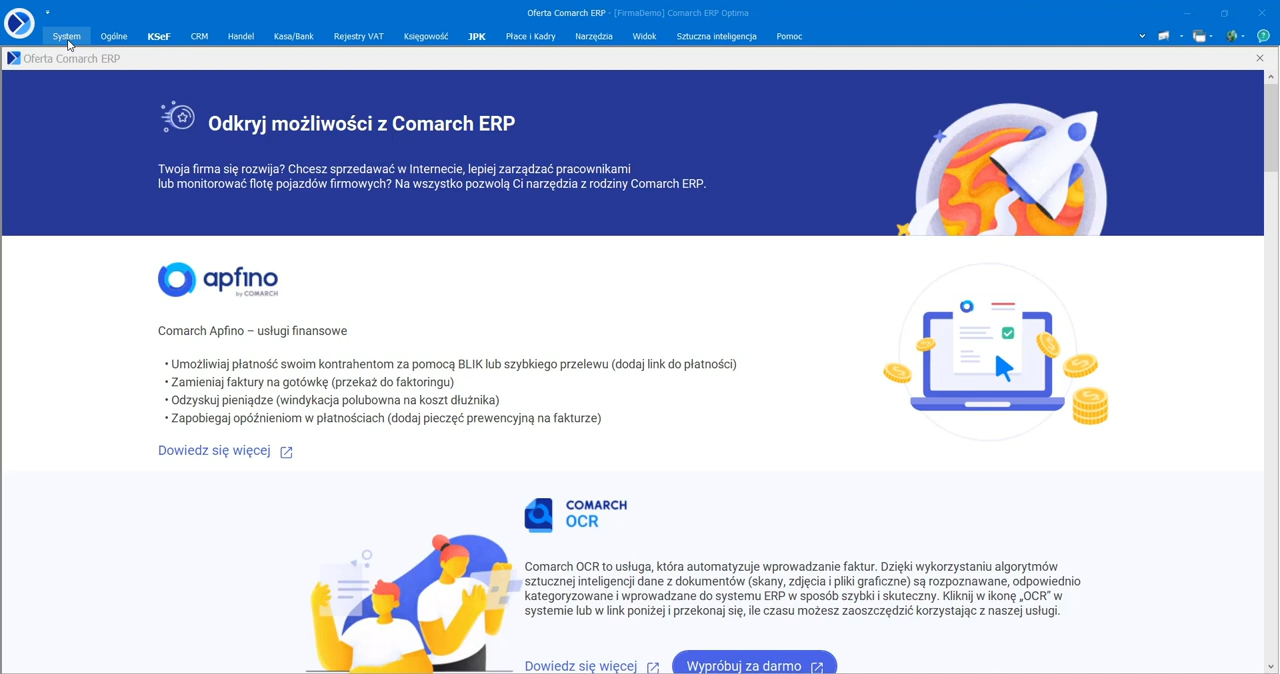 Oferta Comarch ERP - [FirmaDemo] Comarch ERP Optima
System Ogólne KSeF CRM Handel Kasa/Bank Rejestry VAT Księgowość JPK Płace i Kadry Narzędzia Widok Sztuczna inteligencja Pomoc
Oferta Comarch ERP
Odkryj możliwości z Comarch ERP
Twoja firma się rozwija? Chcesz sprzedawać w Internecie, lepiej zarządzać pracownikami
lub monitorować flotę pojazdów firmowych? Na wszystko pozwolą Ci narzędzia z rodziny Comarch ERP.
apfino
by COMARCH
Comarch Apfino – usługi finansowe
• Umożliwiaj płatność swoim kontrahentom za pomocą BLIK lub szybkiego przelewu (dodaj link do płatności)
• Zamieniaj faktury na gotówkę (przekaż do faktoringu)
• Odzyskuj pieniądze (windykacja polubowna na koszt dłużnika)
• Zapobiegaj opóźnieniom w płatnościach (dodaj pieczęć prewencyjną na fakturze)
Dowiedz się więcej
COMARCH
OCR
Comarch OCR to usługa, która automatyzuje wprowadzanie faktur. Dzięki wykorzystaniu algorytmów
sztucznej inteligencji dane z dokumentów (skany, zdjęcia i pliki graficzne) są rozpoznawane, odpowiednio
kategoryzowane i wprowadzane do systemu ERP w sposób szybki i skuteczny. Kliknij w ikonę „OCR" w
systemie lub w link poniżej i przekonaj się, ile czasu możesz zaoszczędzić korzystając z naszej usługi.
Dowiedz się więcej Wypróbuj za darmo